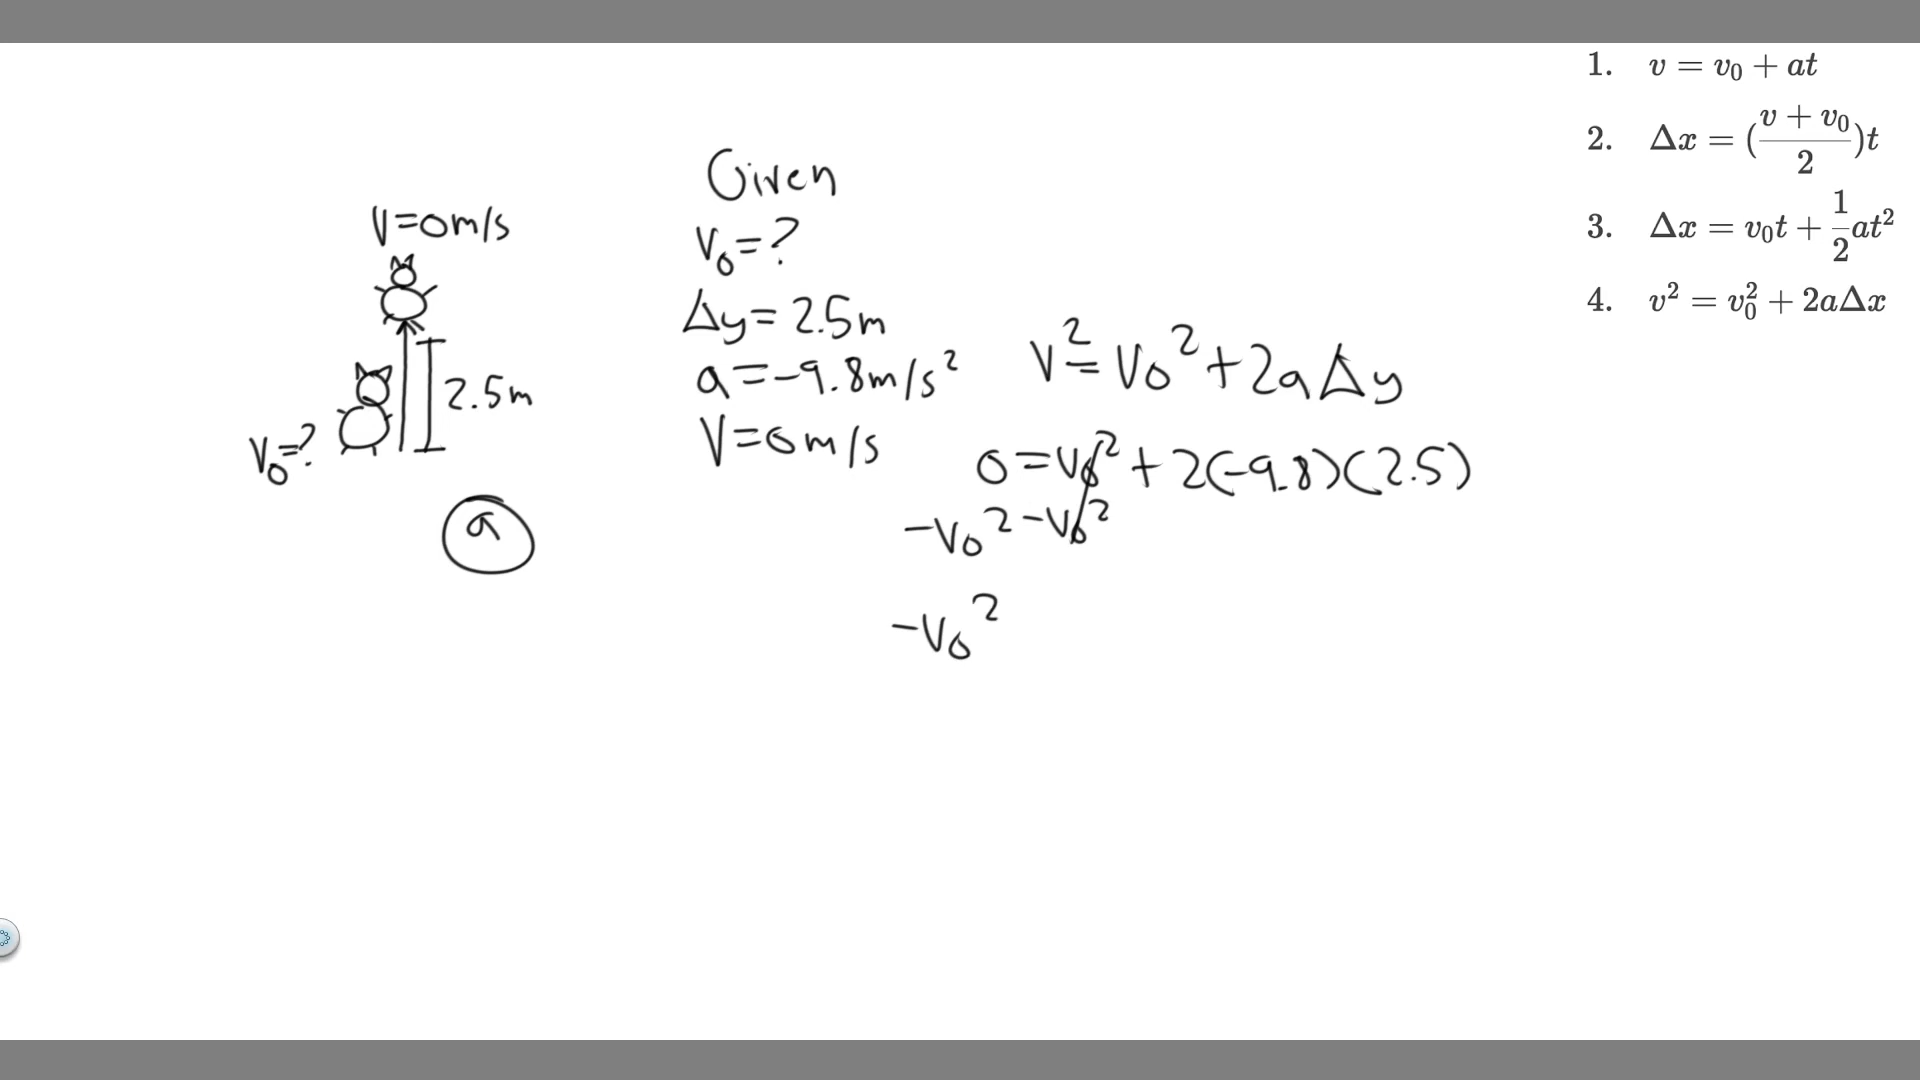 1. v = v₀ + at
2. Δx = (v + v₀ / 2)t
3. Δx = v₀t + 1/2 at²
4. v² = v₀² + 2aΔx
V=0m/s
2.5m
V₀=?
a
Given
V₀=?
Δy=2.5m
a=-9.8m/s²
V=0m/s
V²=V₀²+2aΔy
0=V₀²+2(-9.8)(2.5)
-V₀² -V₀²
-V₀²